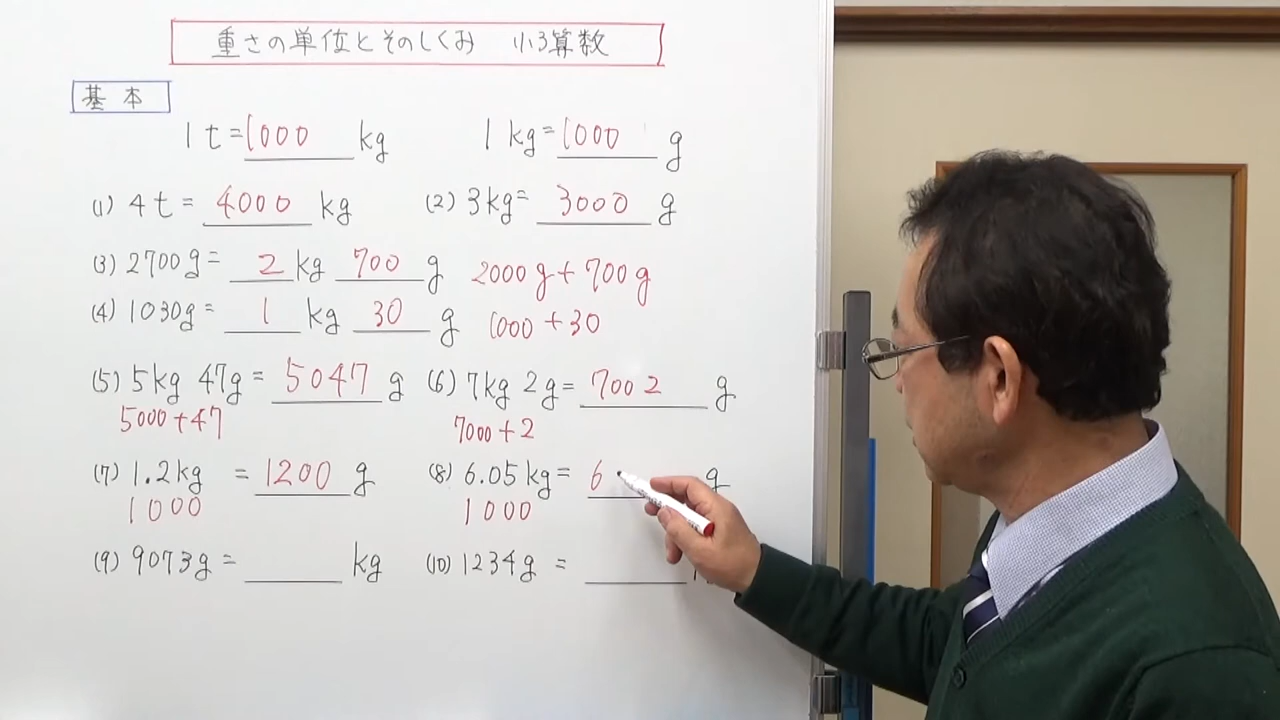 重さの単位とそのしくみ 小3算数
基本
1t=1000 kg 1kg=1000 g
(1) 4t= 4000 kg (2) 3kg= 3000 g
(3) 2700g= 2 kg 700 g 2000g+700g
(4) 1030g= 1 kg 30 g 1000+30
(5) 5kg 47g= 5047 g (6) 7kg 2g= 7002 g
5000+47 7000+2
(7) 1.2kg =1200 g (8) 6.05kg= 6 g
1000 1000
(9) 9073g= kg (10) 1234g =